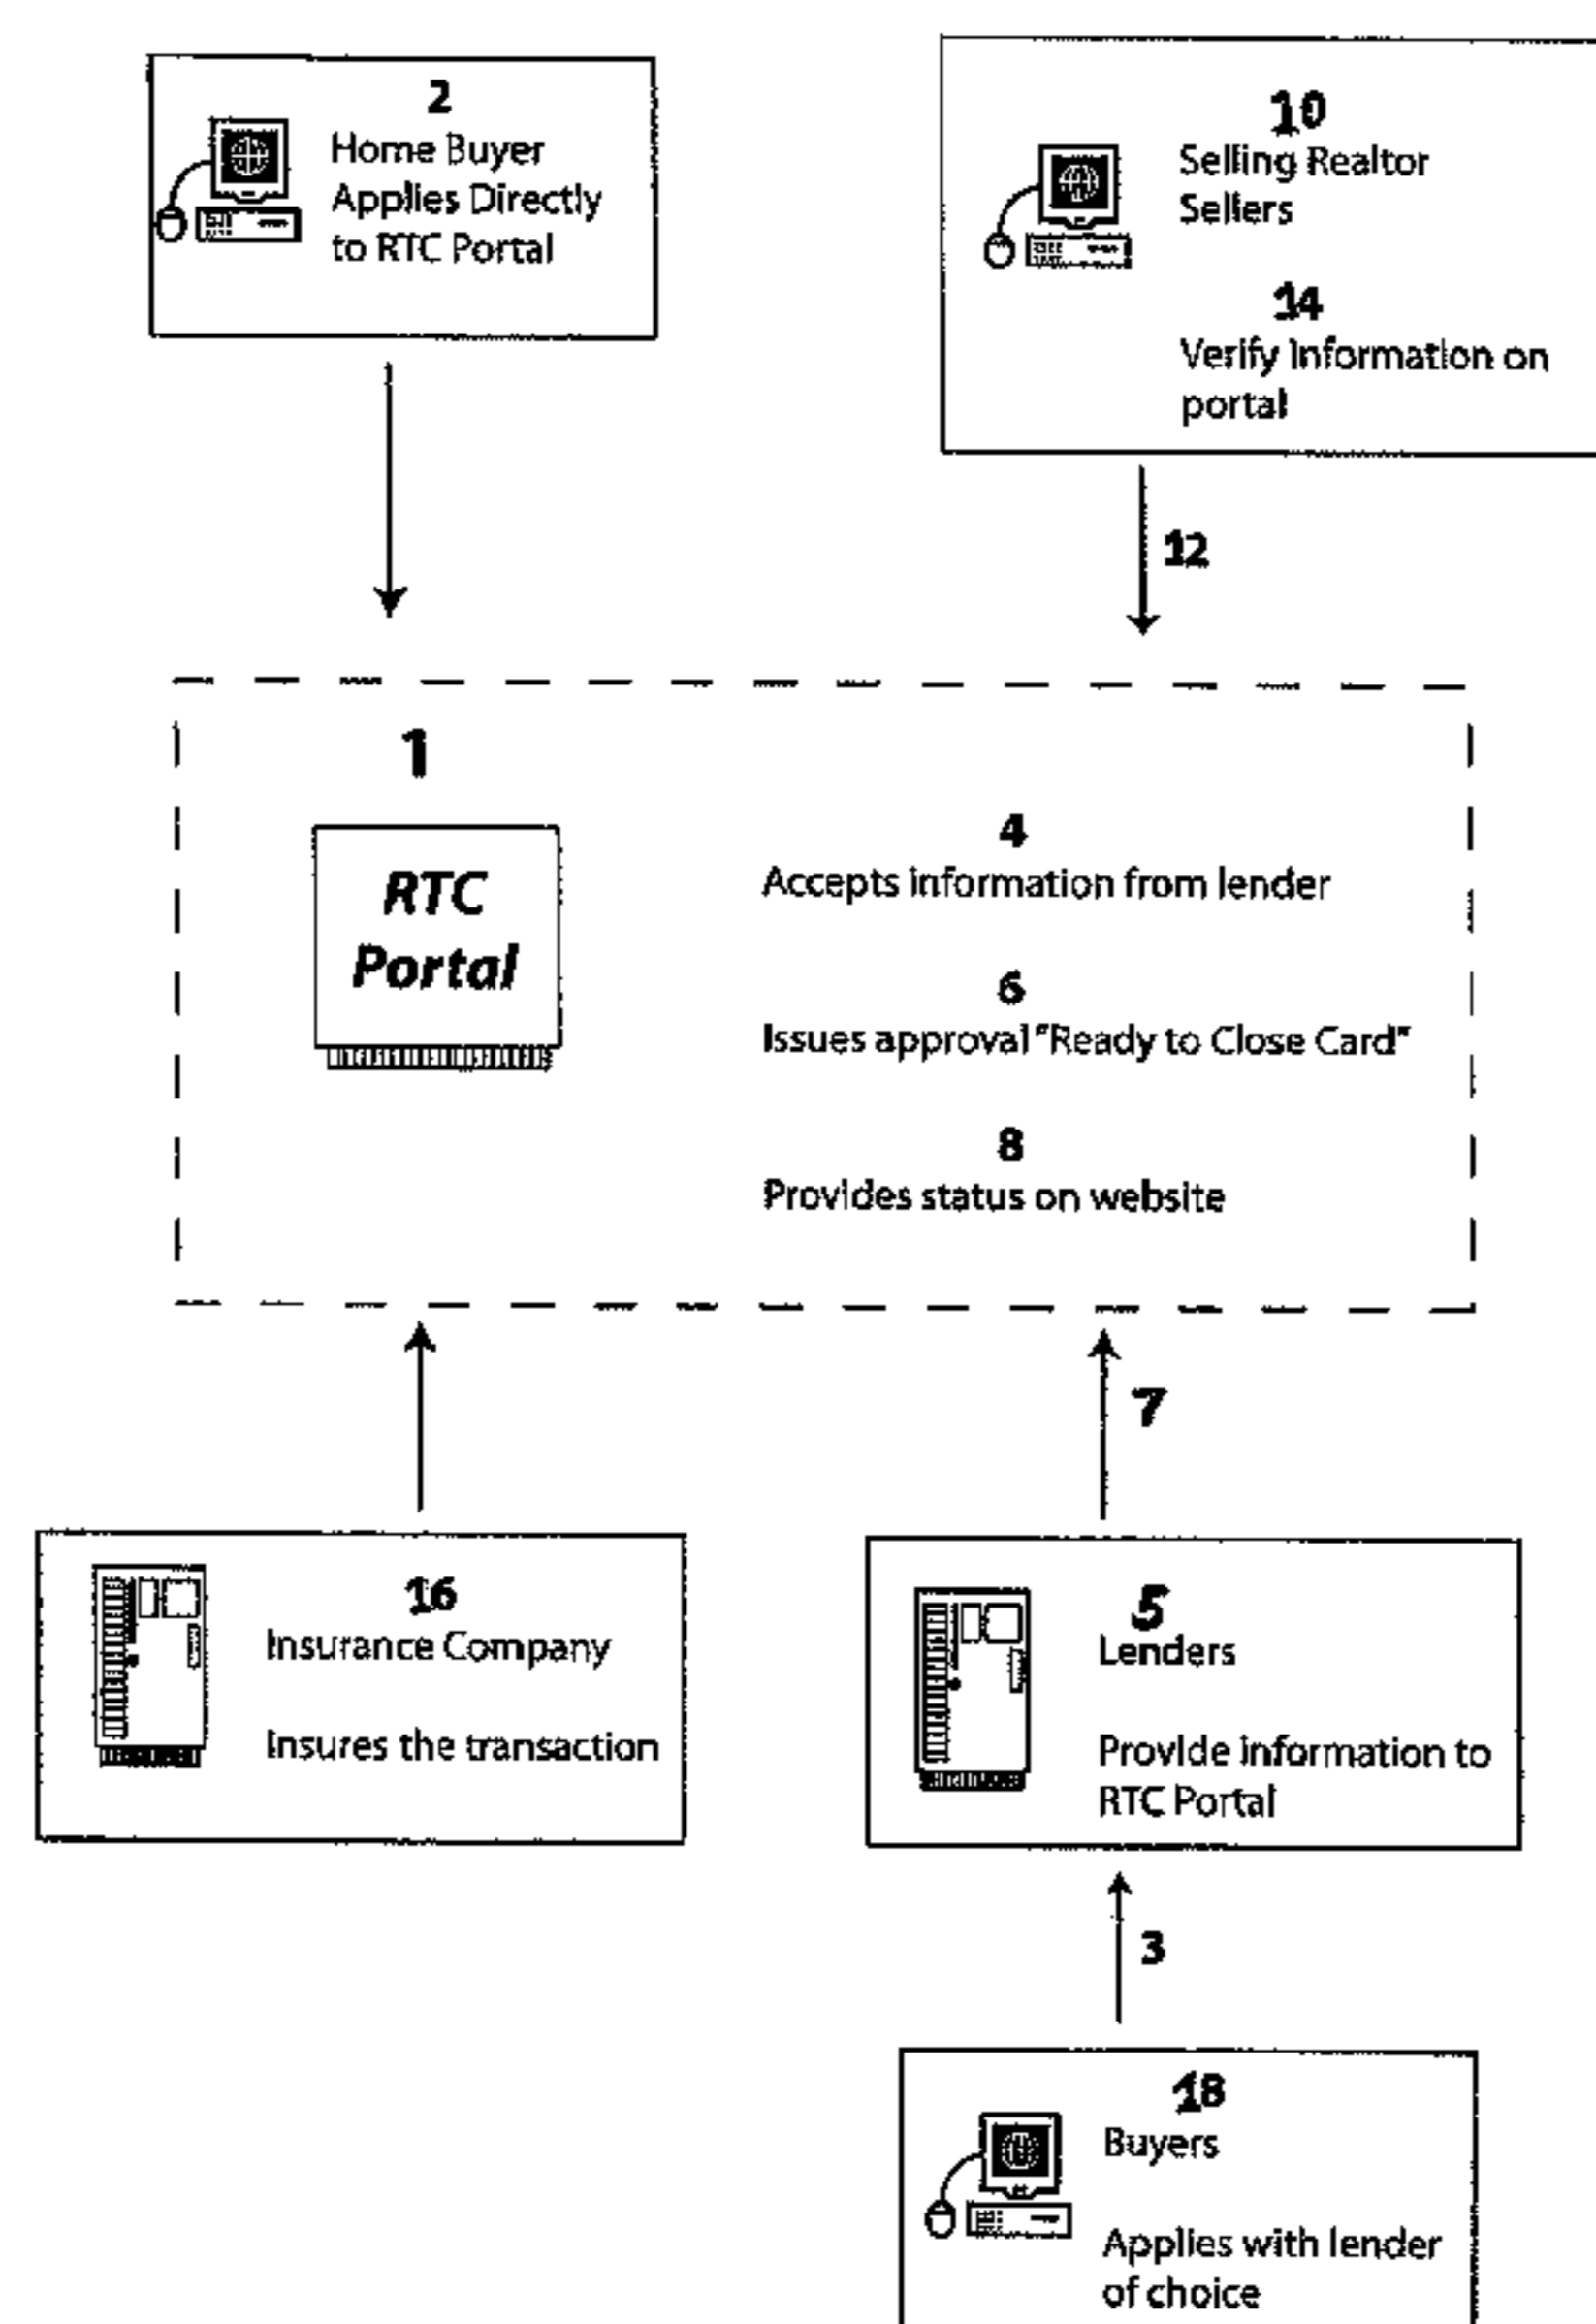 2
Home Buyer
Applies Directly
to RTC Portal
10
Selling Realtor
Sellers
14
Verify Information on
portal
12
1
RTC
Portal
4
Accepts information from lender
6
Issues approval "Ready to Close Card"
8
Provides status on website
7
16
Insurance Company
Insures the transaction
5
Lenders
Provide information to
RTC Portal
3
18
Buyers
Applies with lender
of choice